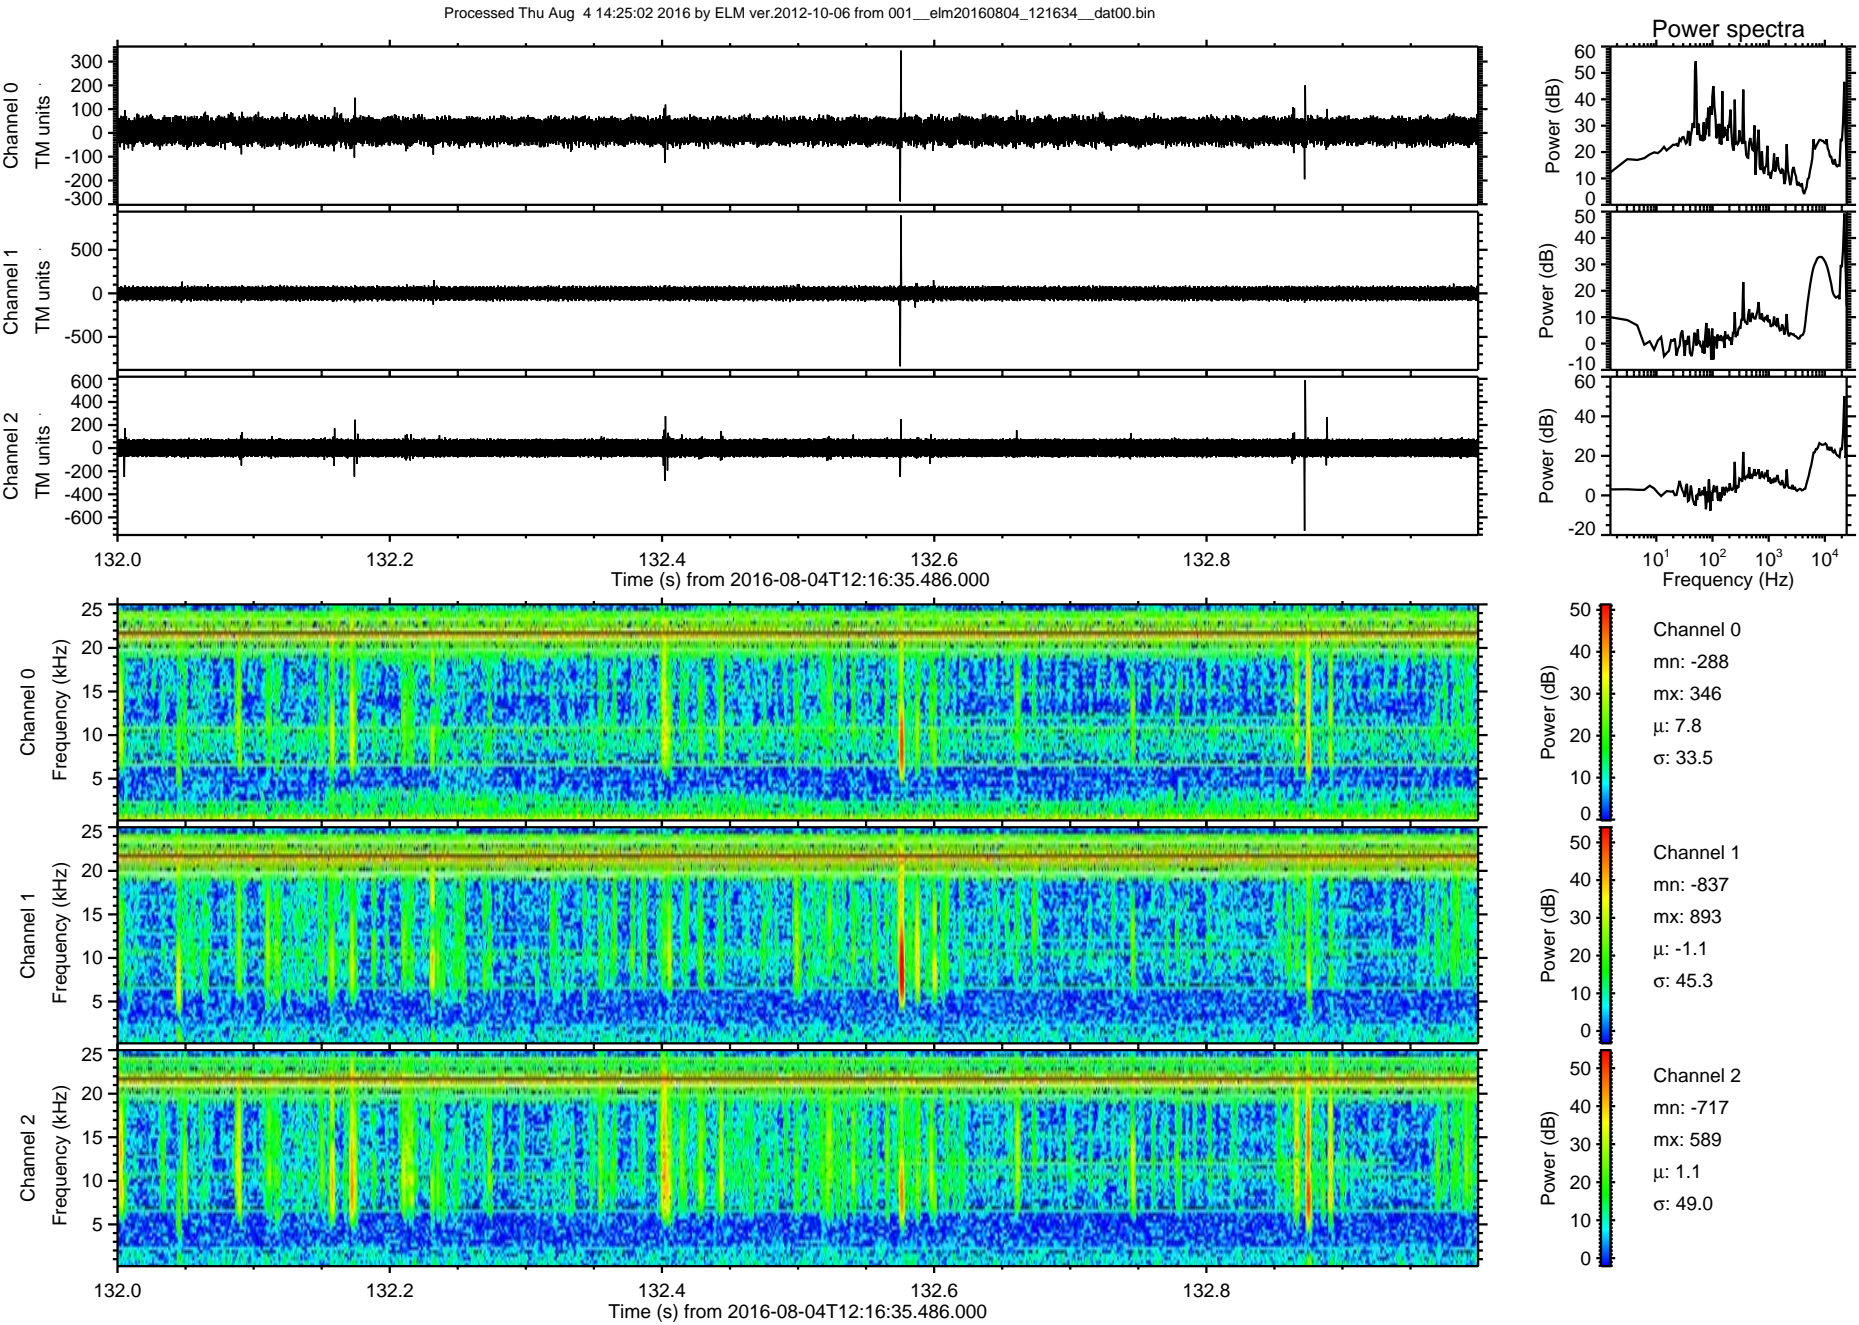 Processed Thu Aug  4 14:25:02 2016 by ELM ver.2012-10-06 from 001__elm20160804_121634__dat00.bin
Power spectra
Channel 0
TM units
300
200
100
0
-100
-200
-300
Power (dB)
60
50
40
30
20
10
0
Channel 1
TM units
500
0
-500
Power (dB)
50
40
30
20
10
0
-10
Channel 2
TM units
600
400
200
0
-200
-400
-600
Power (dB)
60
40
20
0
-20
132.0 132.2 132.4 132.6 132.8
Time (s) from 2016-08-04T12:16:35.486.000
10¹ 10² 10³ 10⁴
Frequency (Hz)
Channel 0
Frequency (kHz)
25
20
15
10
5
Power (dB)
50
40
30
20
10
0
Channel 0
mn: -288
mx: 346
μ: 7.8
σ: 33.5
Channel 1
Frequency (kHz)
25
20
15
10
5
Power (dB)
50
40
30
20
10
0
Channel 1
mn: -837
mx: 893
μ: -1.1
σ: 45.3
Channel 2
Frequency (kHz)
25
20
15
10
5
Power (dB)
50
40
30
20
10
0
Channel 2
mn: -717
mx: 589
μ: 1.1
σ: 49.0
132.0 132.2 132.4 132.6 132.8
Time (s) from 2016-08-04T12:16:35.486.000